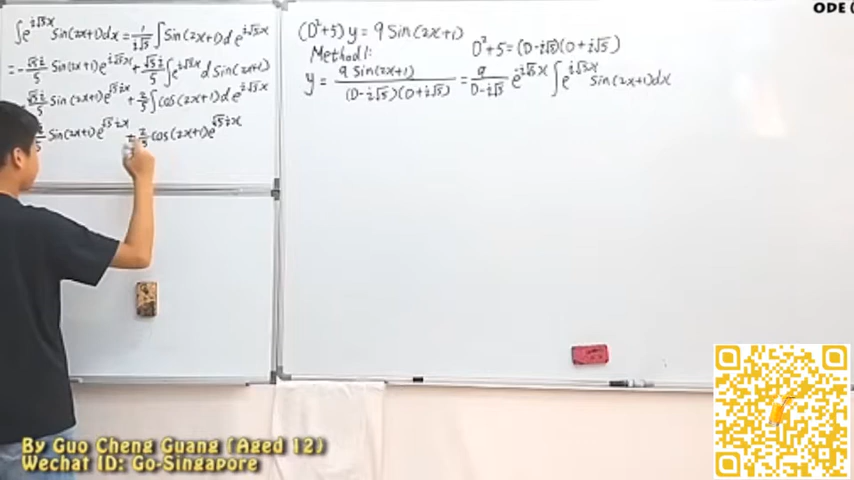 ODE (
∫e^{i√5x} Sin(2x+1)dx = 1/(i√5) ∫ Sin(2x+1) d e^{i√5x}
= -√5i/5 Sin(2x+1) e^{i√5x} + √5i/5 ∫ e^{i√5x} d Sin(2x+1)
√5i/5 Sin(2x+1) e^{√5ix} + 2/5 ∫ cos(2x+1) d e^{i√5x}
Sin(2x+1) e^{√5ix} + 2/5 cos(2x+1) e^{√5ix}
(D²+5) y = 9 Sin(2x+1)
Method 1:
D²+5 = (D-i√5)(D+i√5)
y = 9 Sin(2x+1) / (D-i√5)(D+i√5) = 9/(D-i√5) e^{-i√5x} ∫ e^{i√5x} Sin(2x+1)dx
By Guo Cheng Guang (Aged 12)
Wechat ID: Go-Singapore